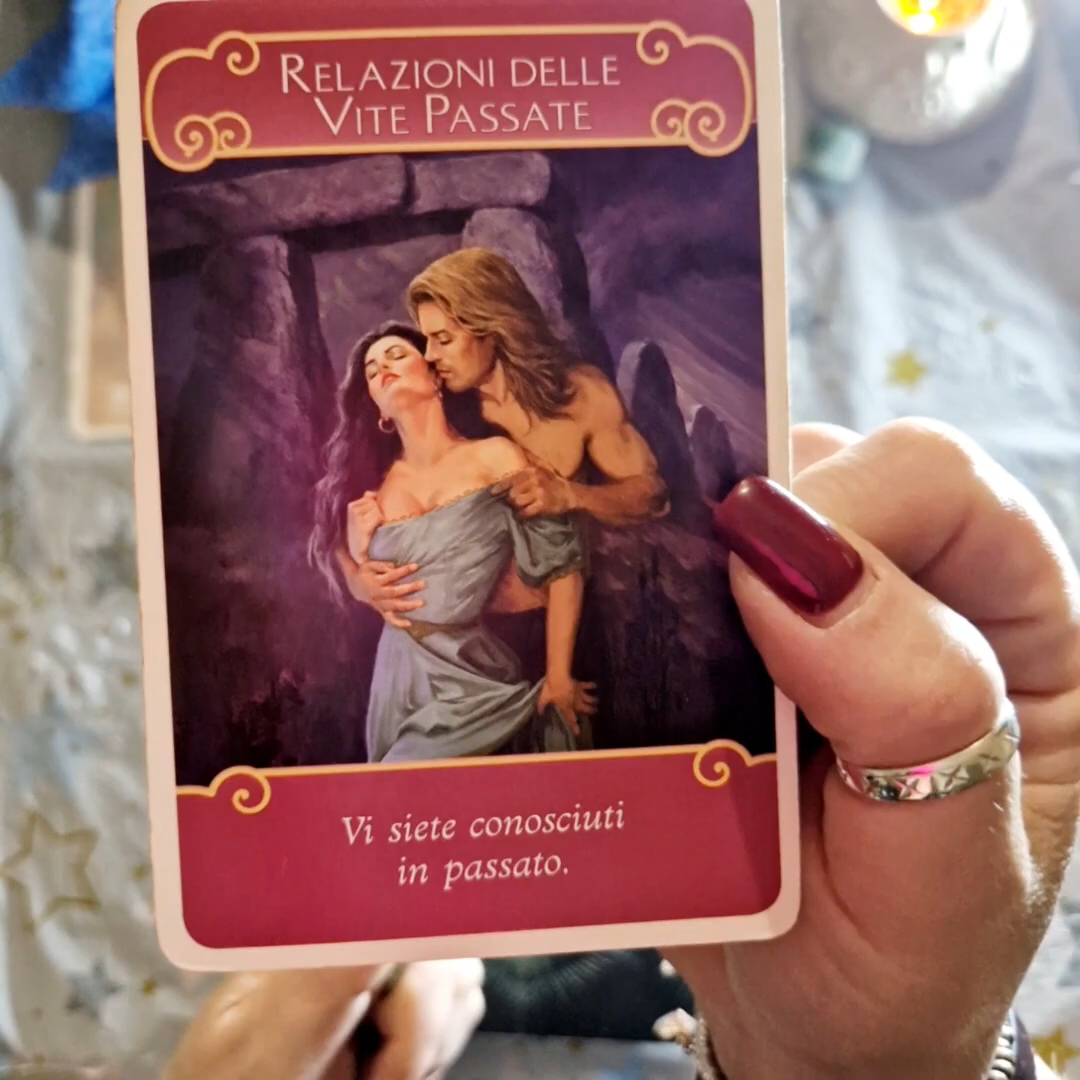 Relazioni delle
Vite Passate
Vi siete conosciuti
in passato.